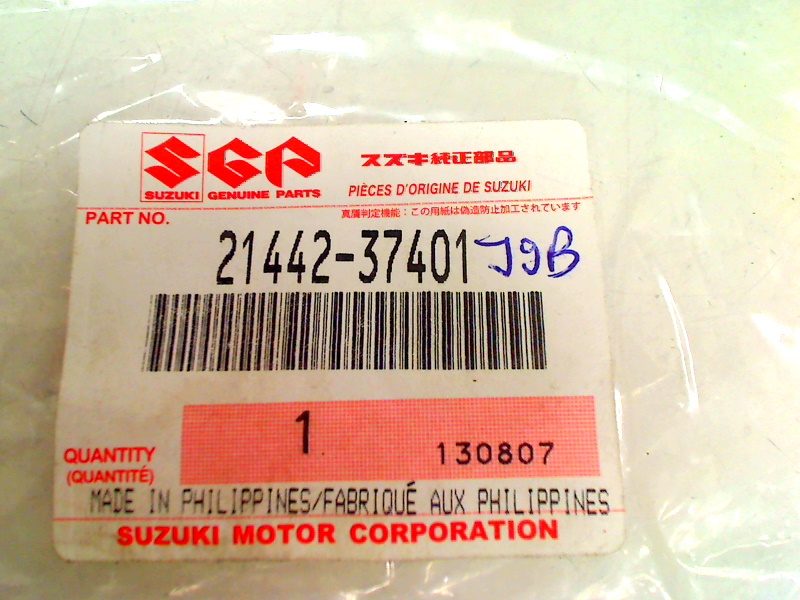 SGP
スズキ純正部品
SUZUKI GENUINE PARTS
PIÈCES D'ORIGINE DE SUZUKI
PART NO.
真贋判定機能:この用紙は偽造防止加工されています
21442-37401 J9B
1
130807
QUANTITY
(QUANTITÉ)
MADE IN PHILIPPINES/FABRIQUÉ AUX PHILIPPINES
SUZUKI MOTOR CORPORATION